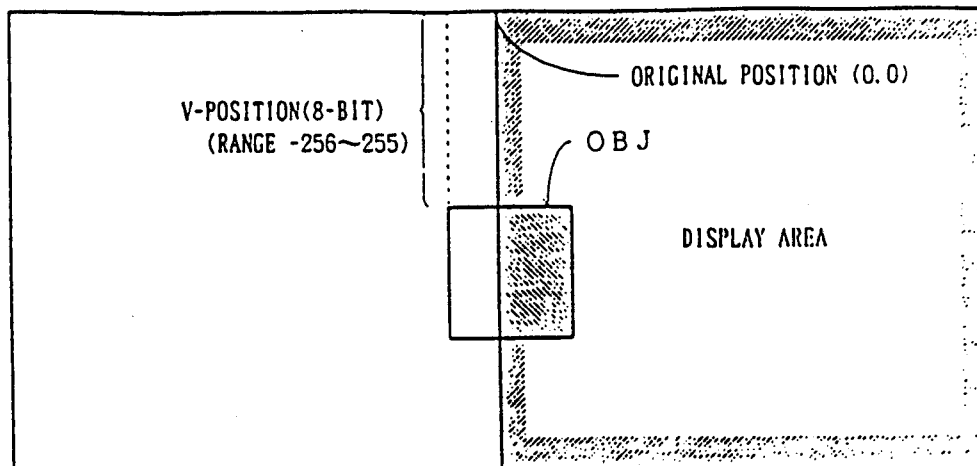 ORIGINAL POSITION (0.0)
V-POSITION(8-BIT)
(RANGE -256~255)
OBJ
DISPLAY AREA